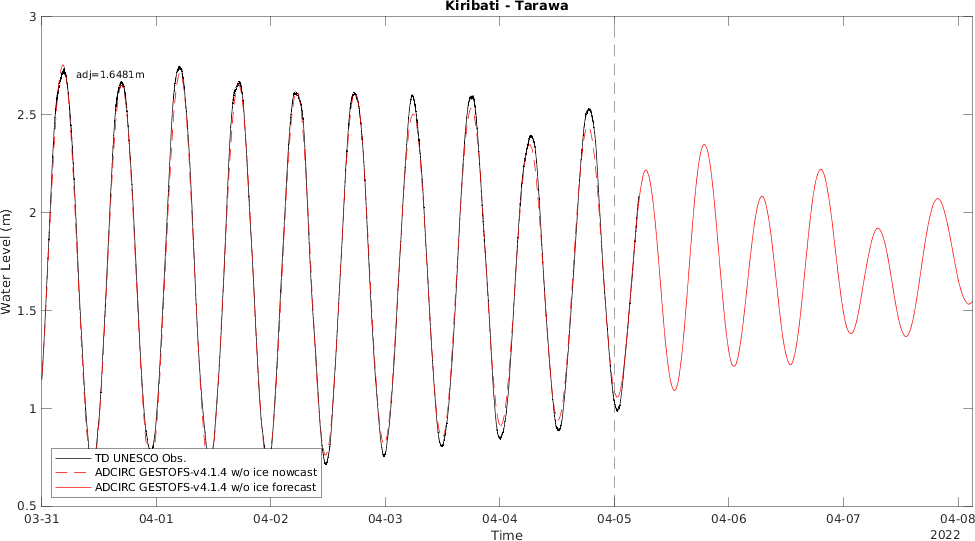 Kiribati - Tarawa
3
adj=1.6481m
2.5
2
1.5
1
0.5
Water Level (m)
TD UNESCO Obs.
ADCIRC GESTOFS-v4.1.4 w/o ice nowcast
ADCIRC GESTOFS-v4.1.4 w/o ice forecast
03-31 04-01 04-02 04-03 04-04 04-05 04-06 04-07 04-08
Time
2022